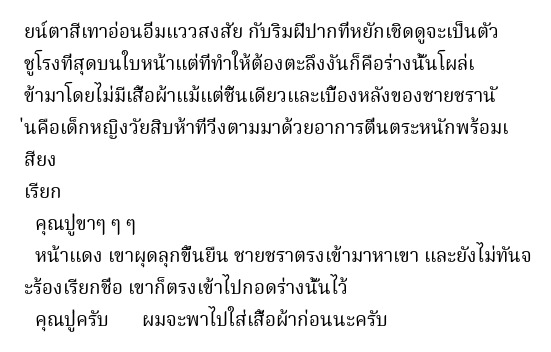 ยน์ตาสีเทาอ่อนอีมแววสงสัย กับริมฝีปากที่หยักเชิดดูจะเป็นตัว
ชูโรงที่สุดบนใบหน้าแต่ที่ทำให้ต้องตะลึงงันก็คือร่างนั้นโผล่เ
ข้ามาโดยไม่มีเสื้อผ้าแม้แต่ชิ้นเดียวและเบื้องหลังของชายชรานั
่นคือเด็กหญิงวัยสิบห้าที่วิ่งตามมาด้วยอาการตื่นตระหนักพร้อมเ
สียง
เรียก
คุณปู่ขาๆ ๆ ๆ
หน้าแดง เขาผุดลุกขึ้นยืน ชายชราตรงเข้ามาหาเขา และยังไม่ทันจ
ะร้องเรียกชื่อ เขาก็ตรงเข้าไปกอดร่างนั้นไว้
คุณปู่ครับ ผมจะพาไปใส่เสื้อผ้าก่อนนะครับ